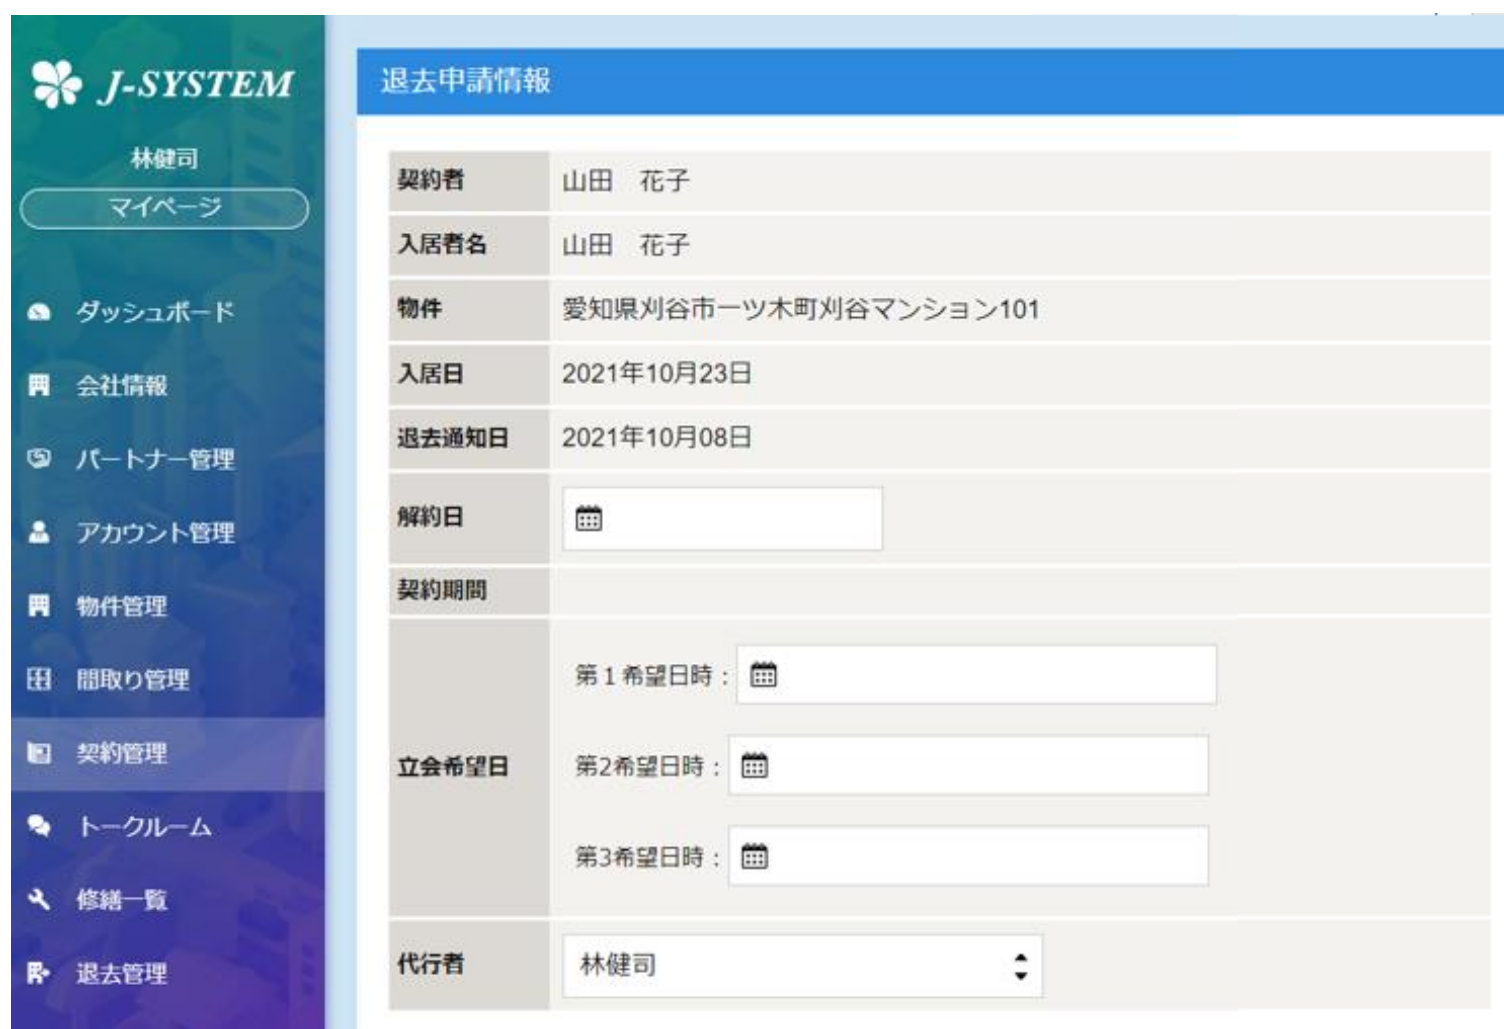 J-SYSTEM
林健司
マイページ
ダッシュボード
会社情報
パートナー管理
アカウント管理
物件管理
間取り管理
契約管理
トークルーム
修繕一覧
退去管理
退去申請情報
契約者 山田　花子
入居者名 山田　花子
物件 愛知県刈谷市一ツ木町刈谷マンション101
入居日 2021年10月23日
退去通知日 2021年10月08日
解約日
契約期間
立会希望日
第１希望日時：
第2希望日時：
第3希望日時：
代行者 林健司